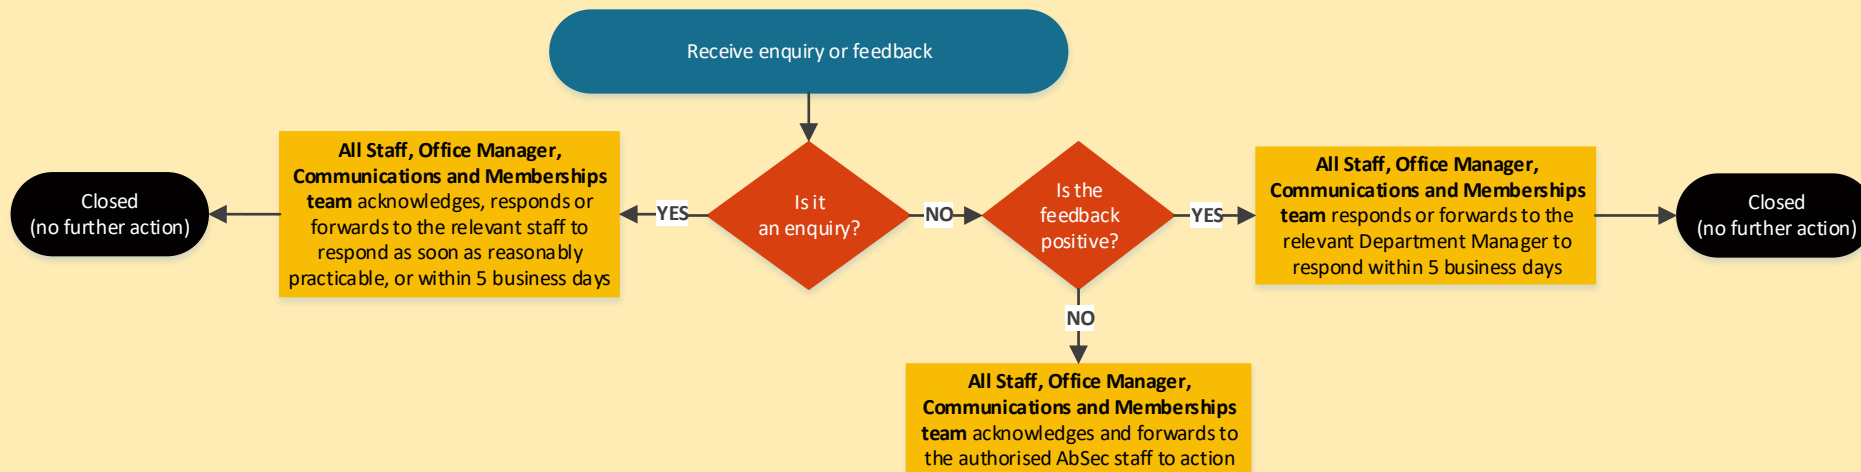 Receive enquiry or feedback
All Staff, Office Manager,
Communications and Memberships
team acknowledges, responds or
forwards to the relevant staff to
respond as soon as reasonably
practicable, or within 5 business days
Closed
(no further action)
YES
Is it
an enquiry?
NO
Is the
feedback
positive?
YES
All Staff, Office Manager,
Communications and Memberships
team responds or forwards to the
relevant Department Manager to
respond within 5 business days
Closed
(no further action)
NO
All Staff, Office Manager,
Communications and Memberships
team acknowledges and forwards to
the authorised AbSec staff to action